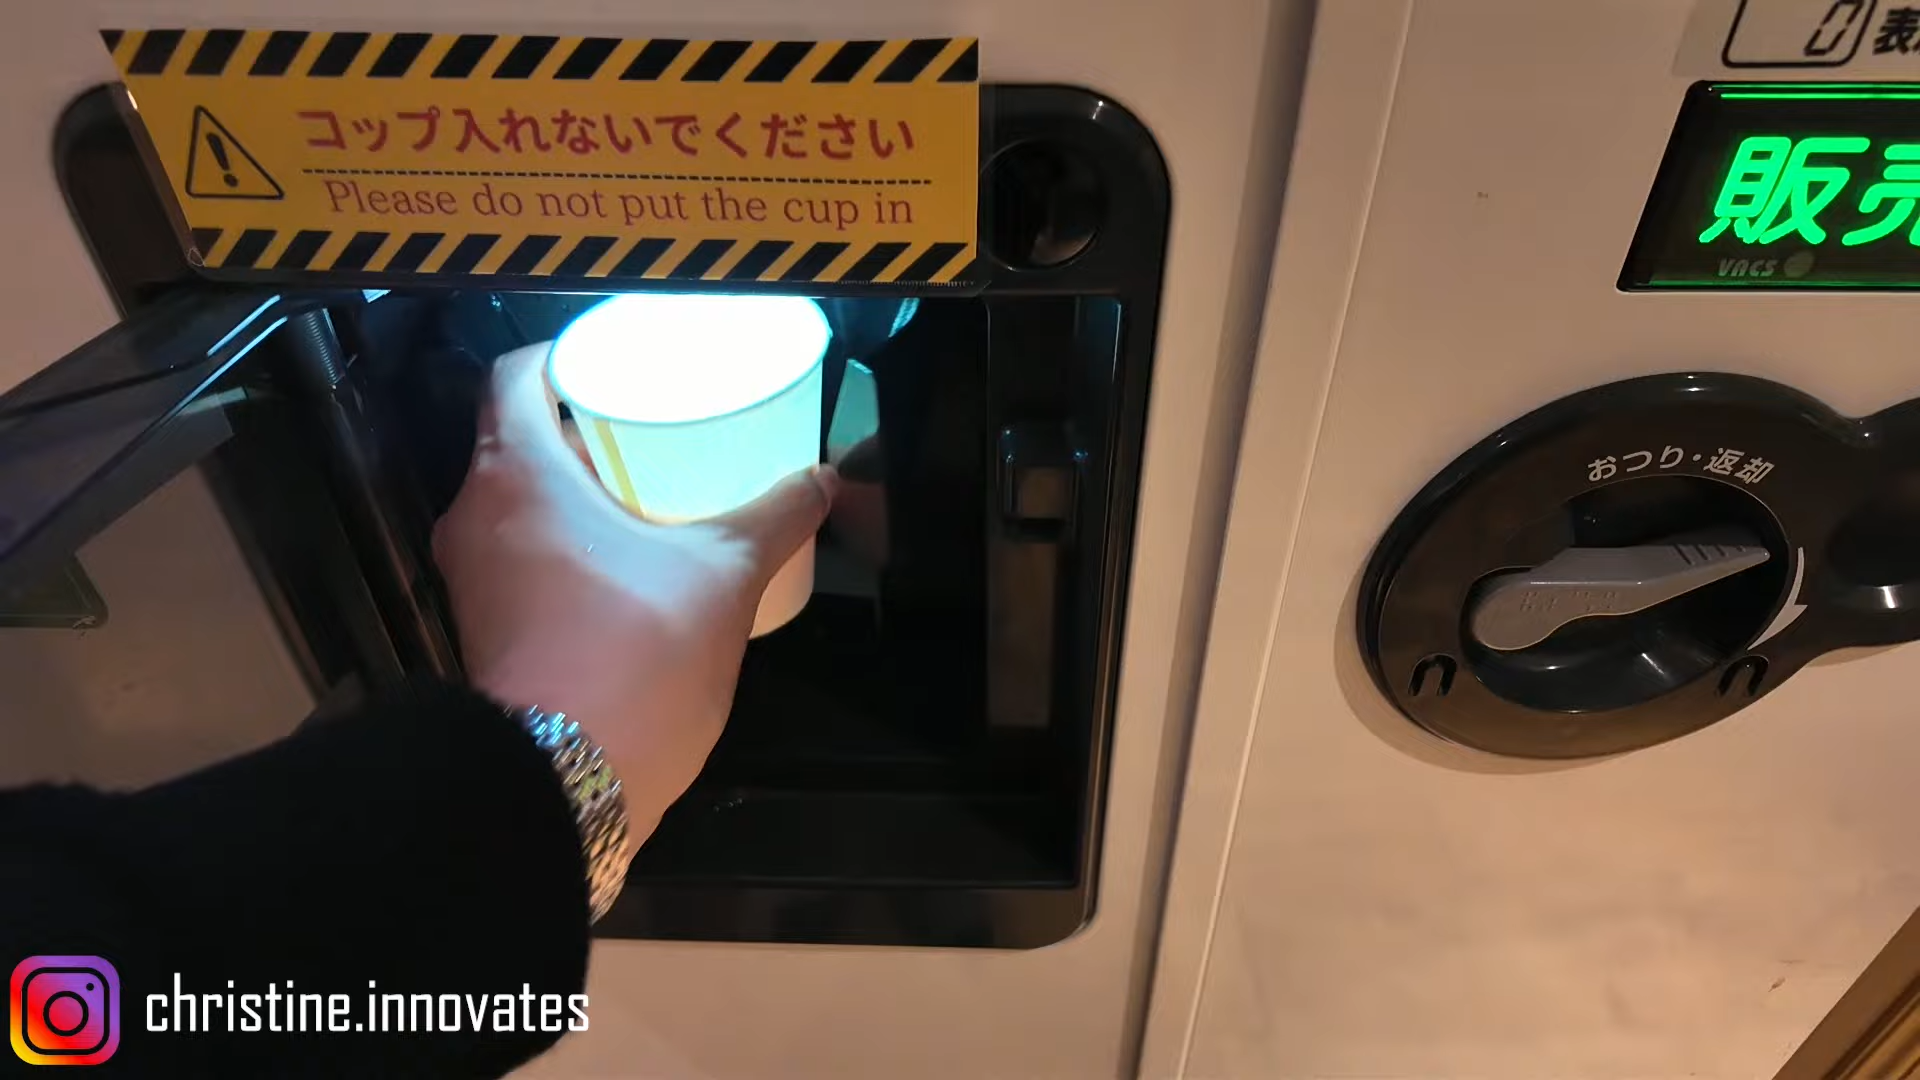 コップ入れないでください
Please do not put the cup in
0
販売
VACS
おつり・返却
christine.innovates